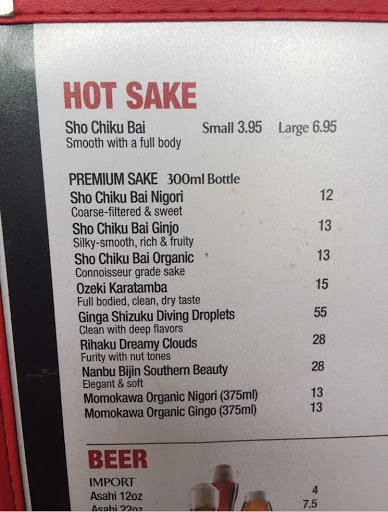 HOT SAKE
Sho Chiku Bai Small 3.95 Large 6.95
Smooth with a full body
PREMIUM SAKE 300ml Bottle
Sho Chiku Bai Nigori 12
Coarse-filtered & sweet
Sho Chiku Bai Ginjo 13
Silky-smooth, rich & fruity
Sho Chiku Bai Organic 13
Connoisseur grade sake
Ozeki Karatamba 15
Full bodied, clean, dry taste
Ginga Shizuku Diving Droplets 55
Clean with deep flavors
Rihaku Dreamy Clouds 28
Furity with nut tones
Nanbu Bijin Southern Beauty 28
Elegant & soft
Momokawa Organic Nigori (375ml) 13
Momokawa Organic Gingo (375ml) 13
BEER
IMPORT
Asahi 12oz 4
Asahi 22oz 7.5